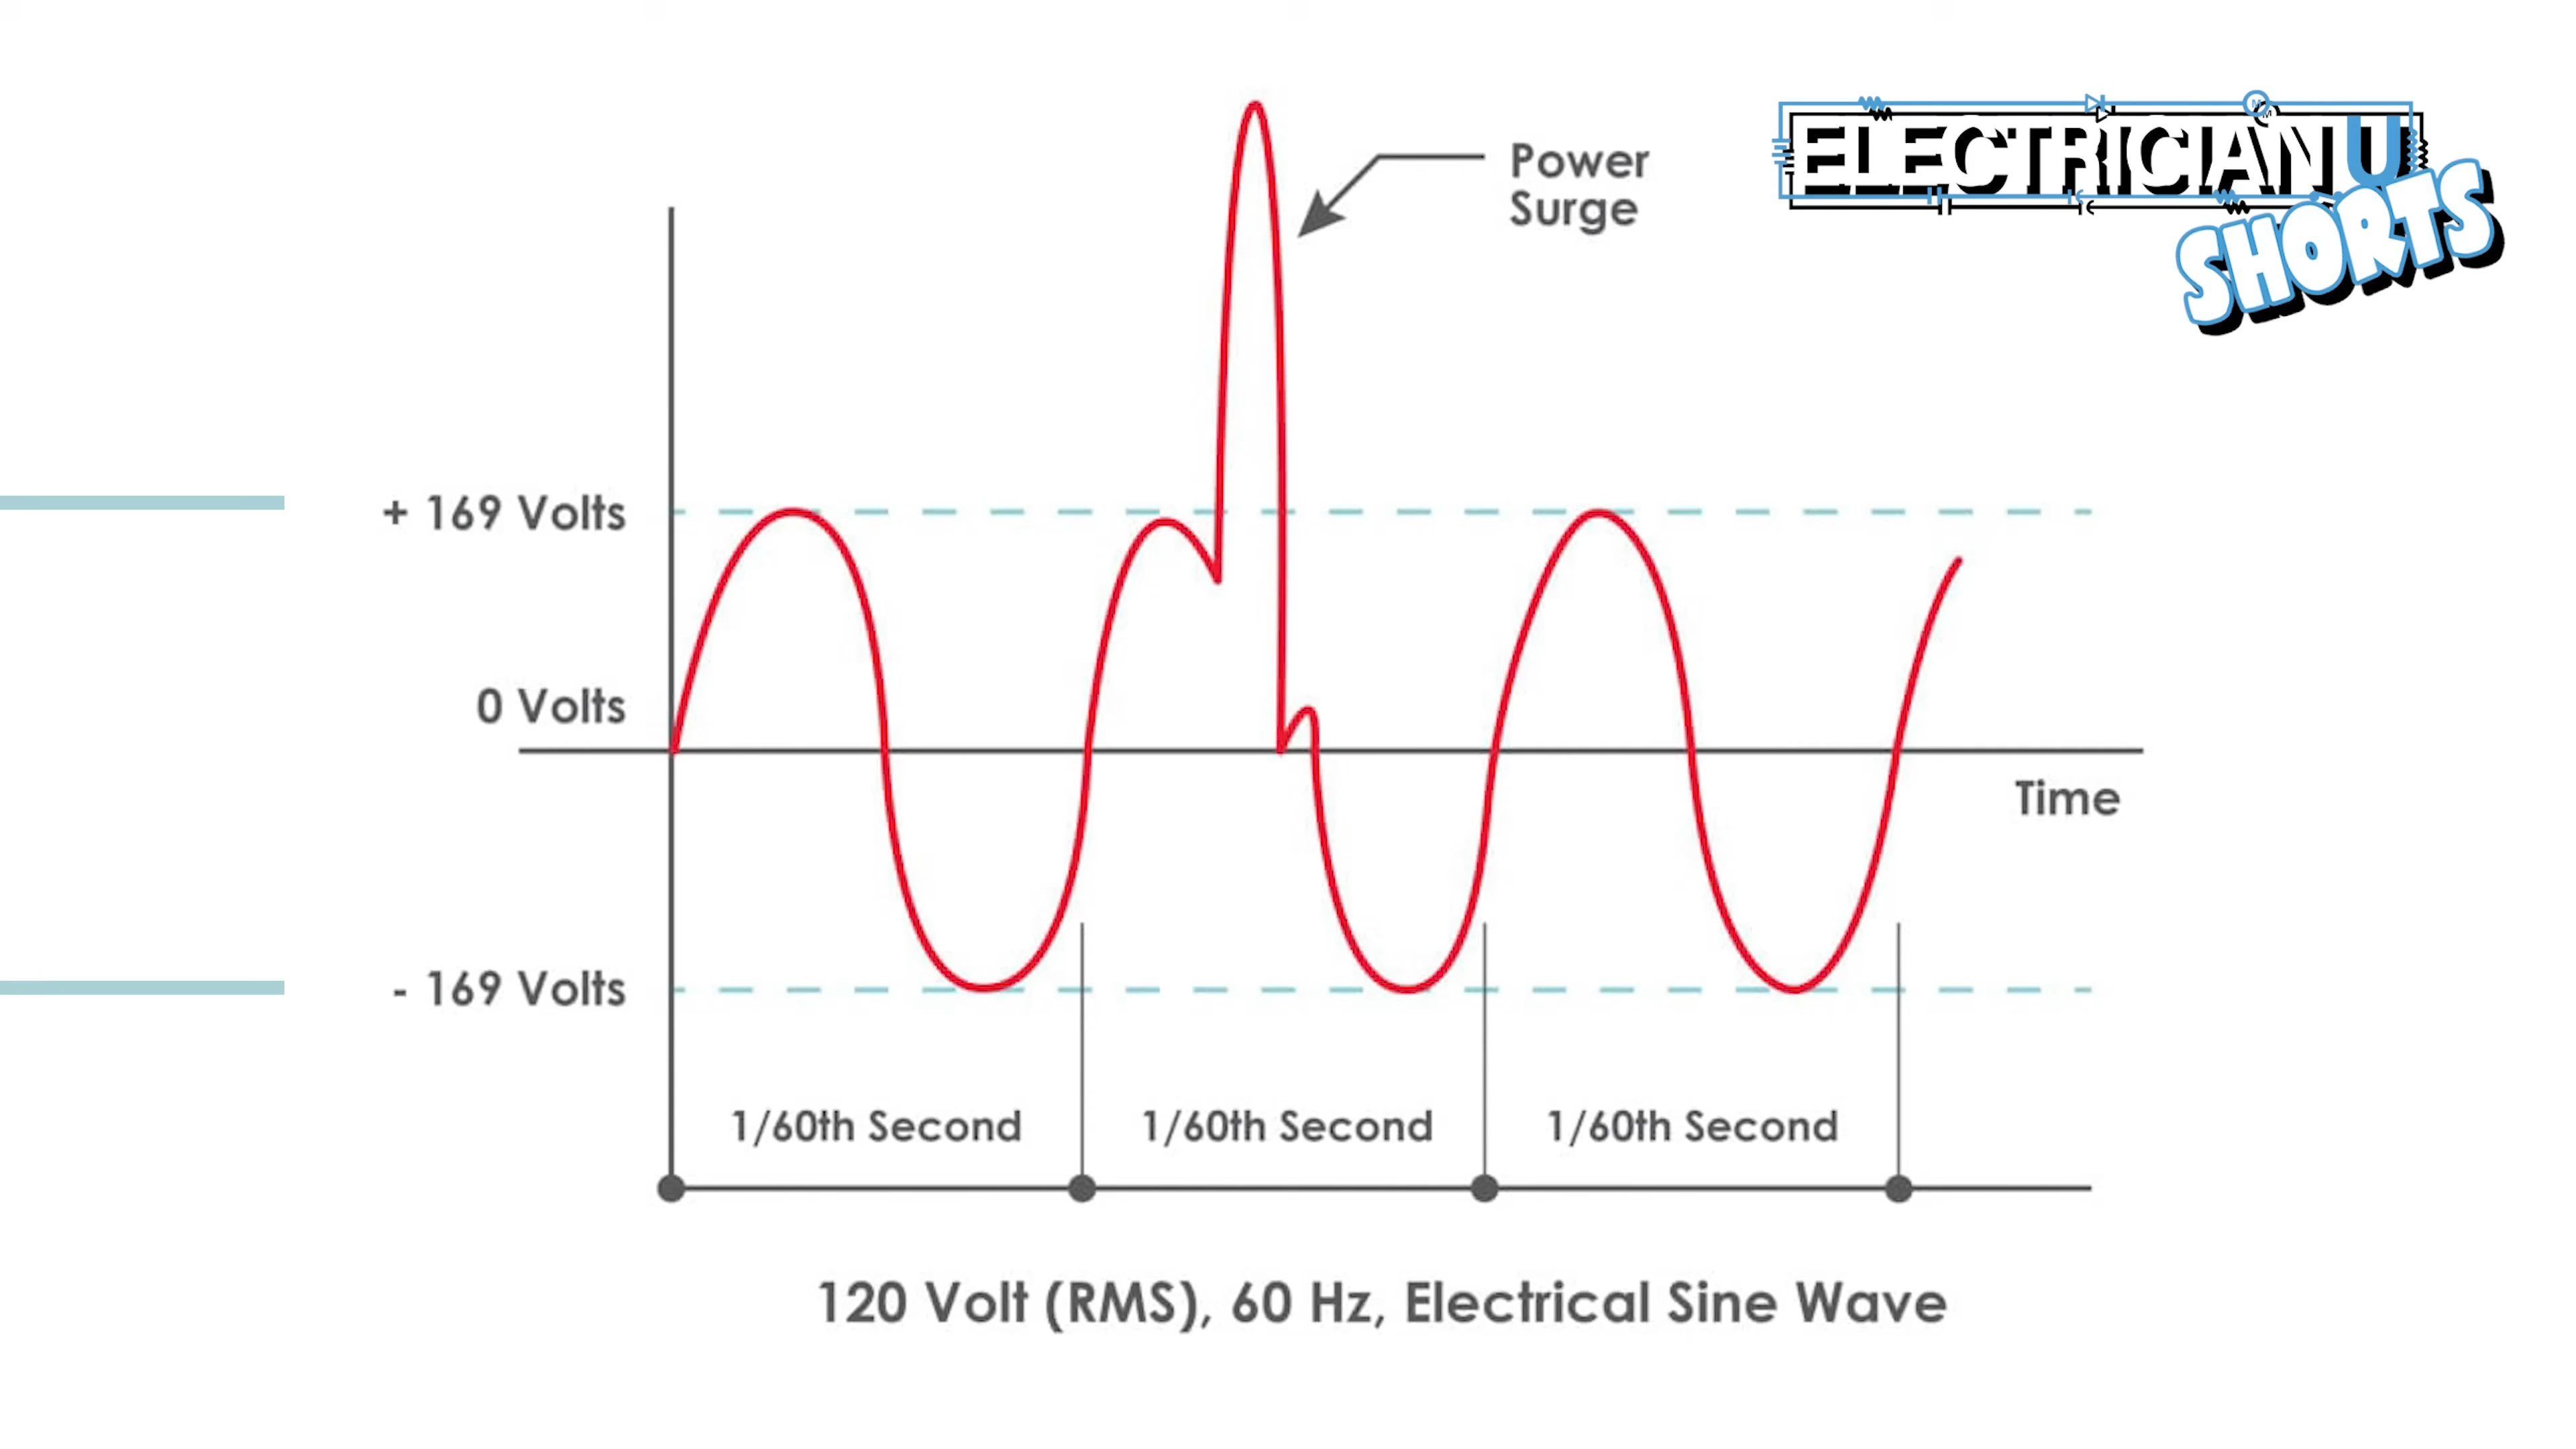 ELECTRICIAN U
SHORTS
Power
Surge
+ 169 Volts
0 Volts
Time
- 169 Volts
1/60th Second
1/60th Second
1/60th Second
120 Volt (RMS), 60 Hz, Electrical Sine Wave